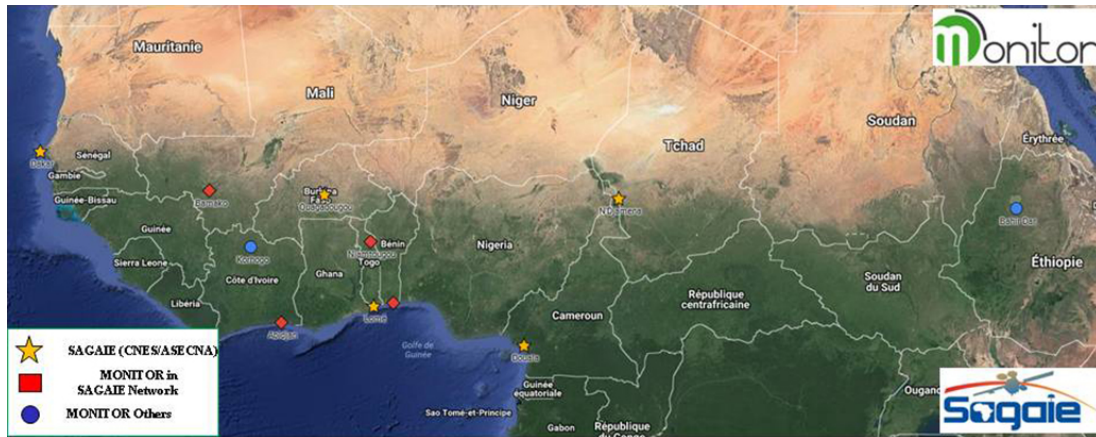 Mauritanie
Mali
Niger
Tchad
Soudan
Érythrée
Monitor
Dakar
Sénégal
Gambie
Guinée-Bissau
Bamako
Burkina
Faso
Ouagadougou
N'Djamena
Bahir Dar
Guinée
Korhogo
Niamtougou
Bénin
Togo
Nigeria
Éthiopie
Sierra Leone
Côte d'Ivoire
Ghana
Soudan
du Sud
République
centrafricaine
Libéria
Abidjan
Lomé
Cameroun
Golfe de
Guinée
Douala
Guinée
équatoriale
Sao Tomé-et-Principe
Gabon
République
du Congo
Ougan
SAGAIE (CNES/ASECNA)
MONITOR in
SAGAIE Network
MONITOR Others
Sagaie